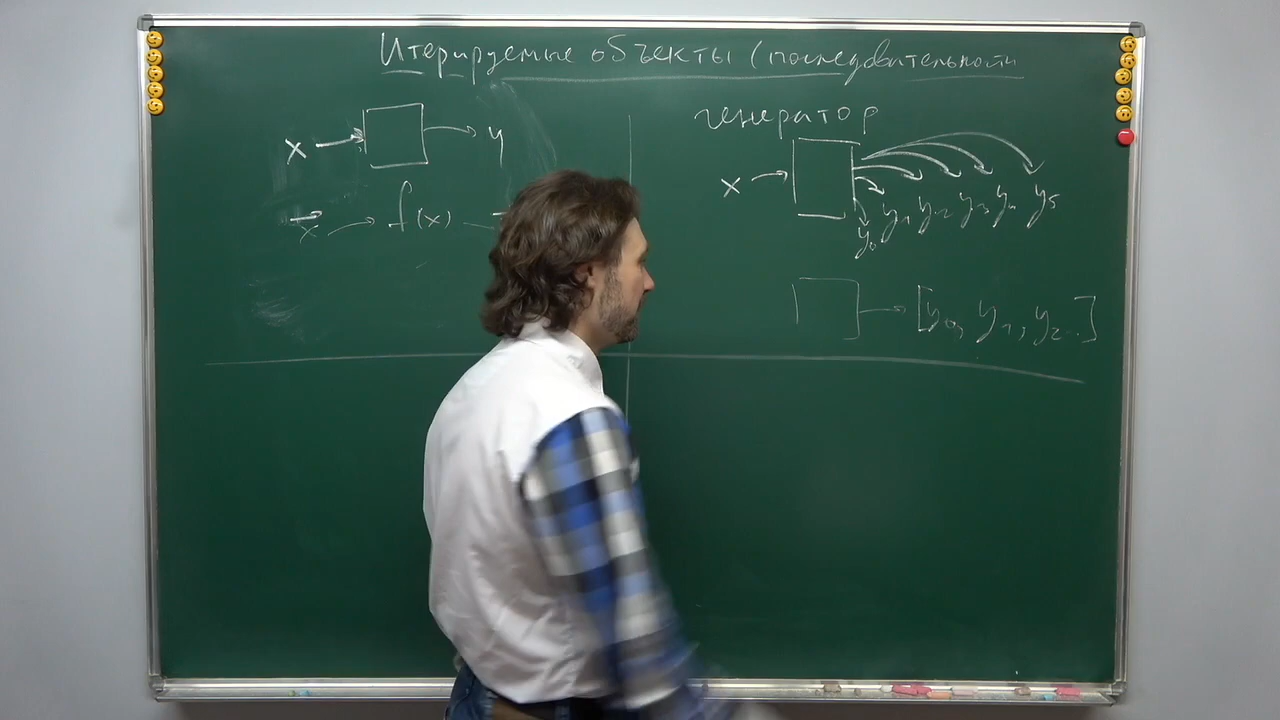 Итерируемые объекты (последовательности
x y
x f(x)
генератор
x y₀ y₁ y₂ y₃ y₄ y₅
[y₀, y₁, y₂..]